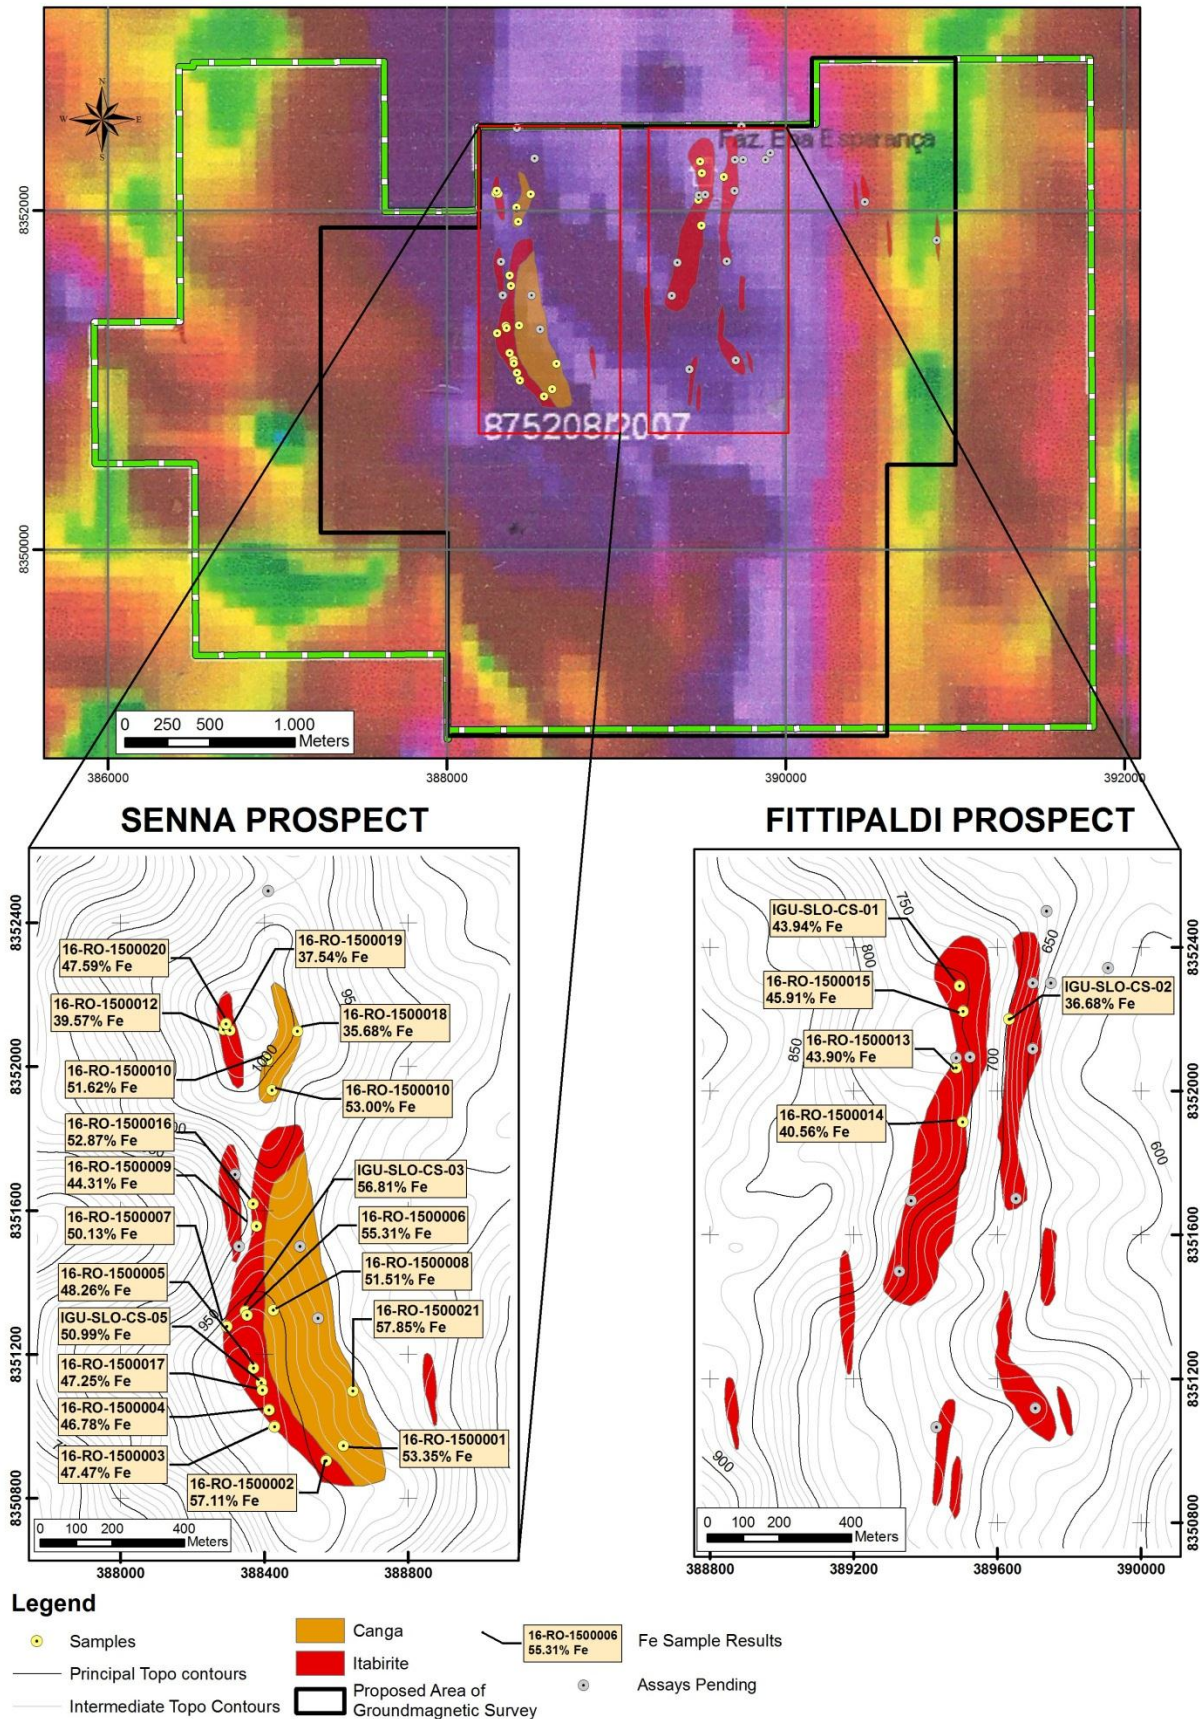 N
W
E
S
Faz. Boa Esperança
8352000
8350000
875208/2007
0 250 500 1.000
Meters
386000
388000
390000
392000
SENNA PROSPECT
FITTIPALDI PROSPECT
8352400
8352000
8351600
8351200
8350800
16-RO-1500020
47.59% Fe
16-RO-1500019
37.54% Fe
16-RO-1500012
39.57% Fe
16-RO-1500018
35.68% Fe
16-RO-1500010
51.62% Fe
16-RO-1500010
53.00% Fe
16-RO-1500016
52.87% Fe
16-RO-1500009
44.31% Fe
IGU-SLO-CS-03
56.81% Fe
16-RO-1500007
50.13% Fe
16-RO-1500006
55.31% Fe
16-RO-1500005
48.26% Fe
16-RO-1500008
51.51% Fe
IGU-SLO-CS-05
50.99% Fe
16-RO-1500021
57.85% Fe
16-RO-1500017
47.25% Fe
16-RO-1500004
46.78% Fe
16-RO-1500003
47.47% Fe
16-RO-1500001
53.35% Fe
16-RO-1500002
57.11% Fe
1000
950
0 100 200 400
Meters
388000
388400
388800
IGU-SLO-CS-01
43.94% Fe
16-RO-1500015
45.91% Fe
IGU-SLO-CS-02
36.68% Fe
16-RO-1500013
43.90% Fe
16-RO-1500014
40.56% Fe
750
800
850
700
650
600
900
8352400
8352000
8351600
8351200
8350800
0 100 200 400
Meters
388800
389200
389600
390000
Legend
Samples
Principal Topo contours
Intermediate Topo Contours
Canga
Itabirite
Proposed Area of
Groundmagnetic Survey
16-RO-1500006
55.31% Fe
Fe Sample Results
Assays Pending